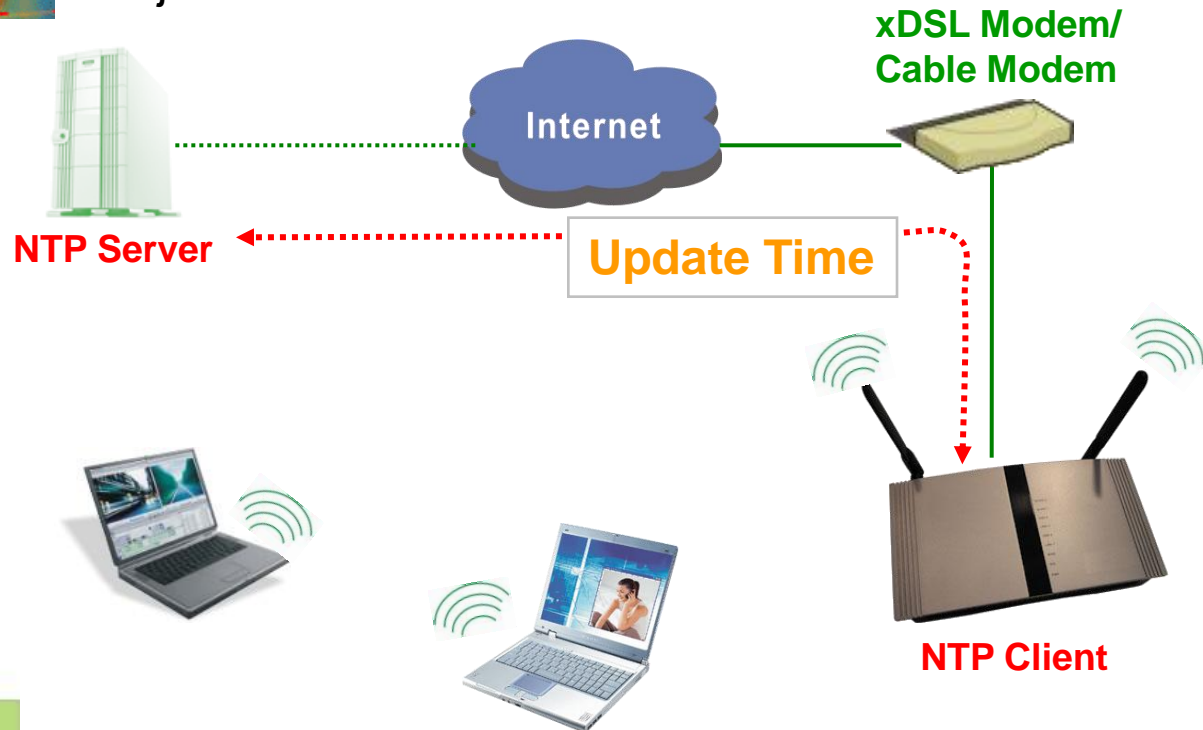 xDSL Modem/
Cable Modem
Internet
NTP Server
Update Time
NTP Client